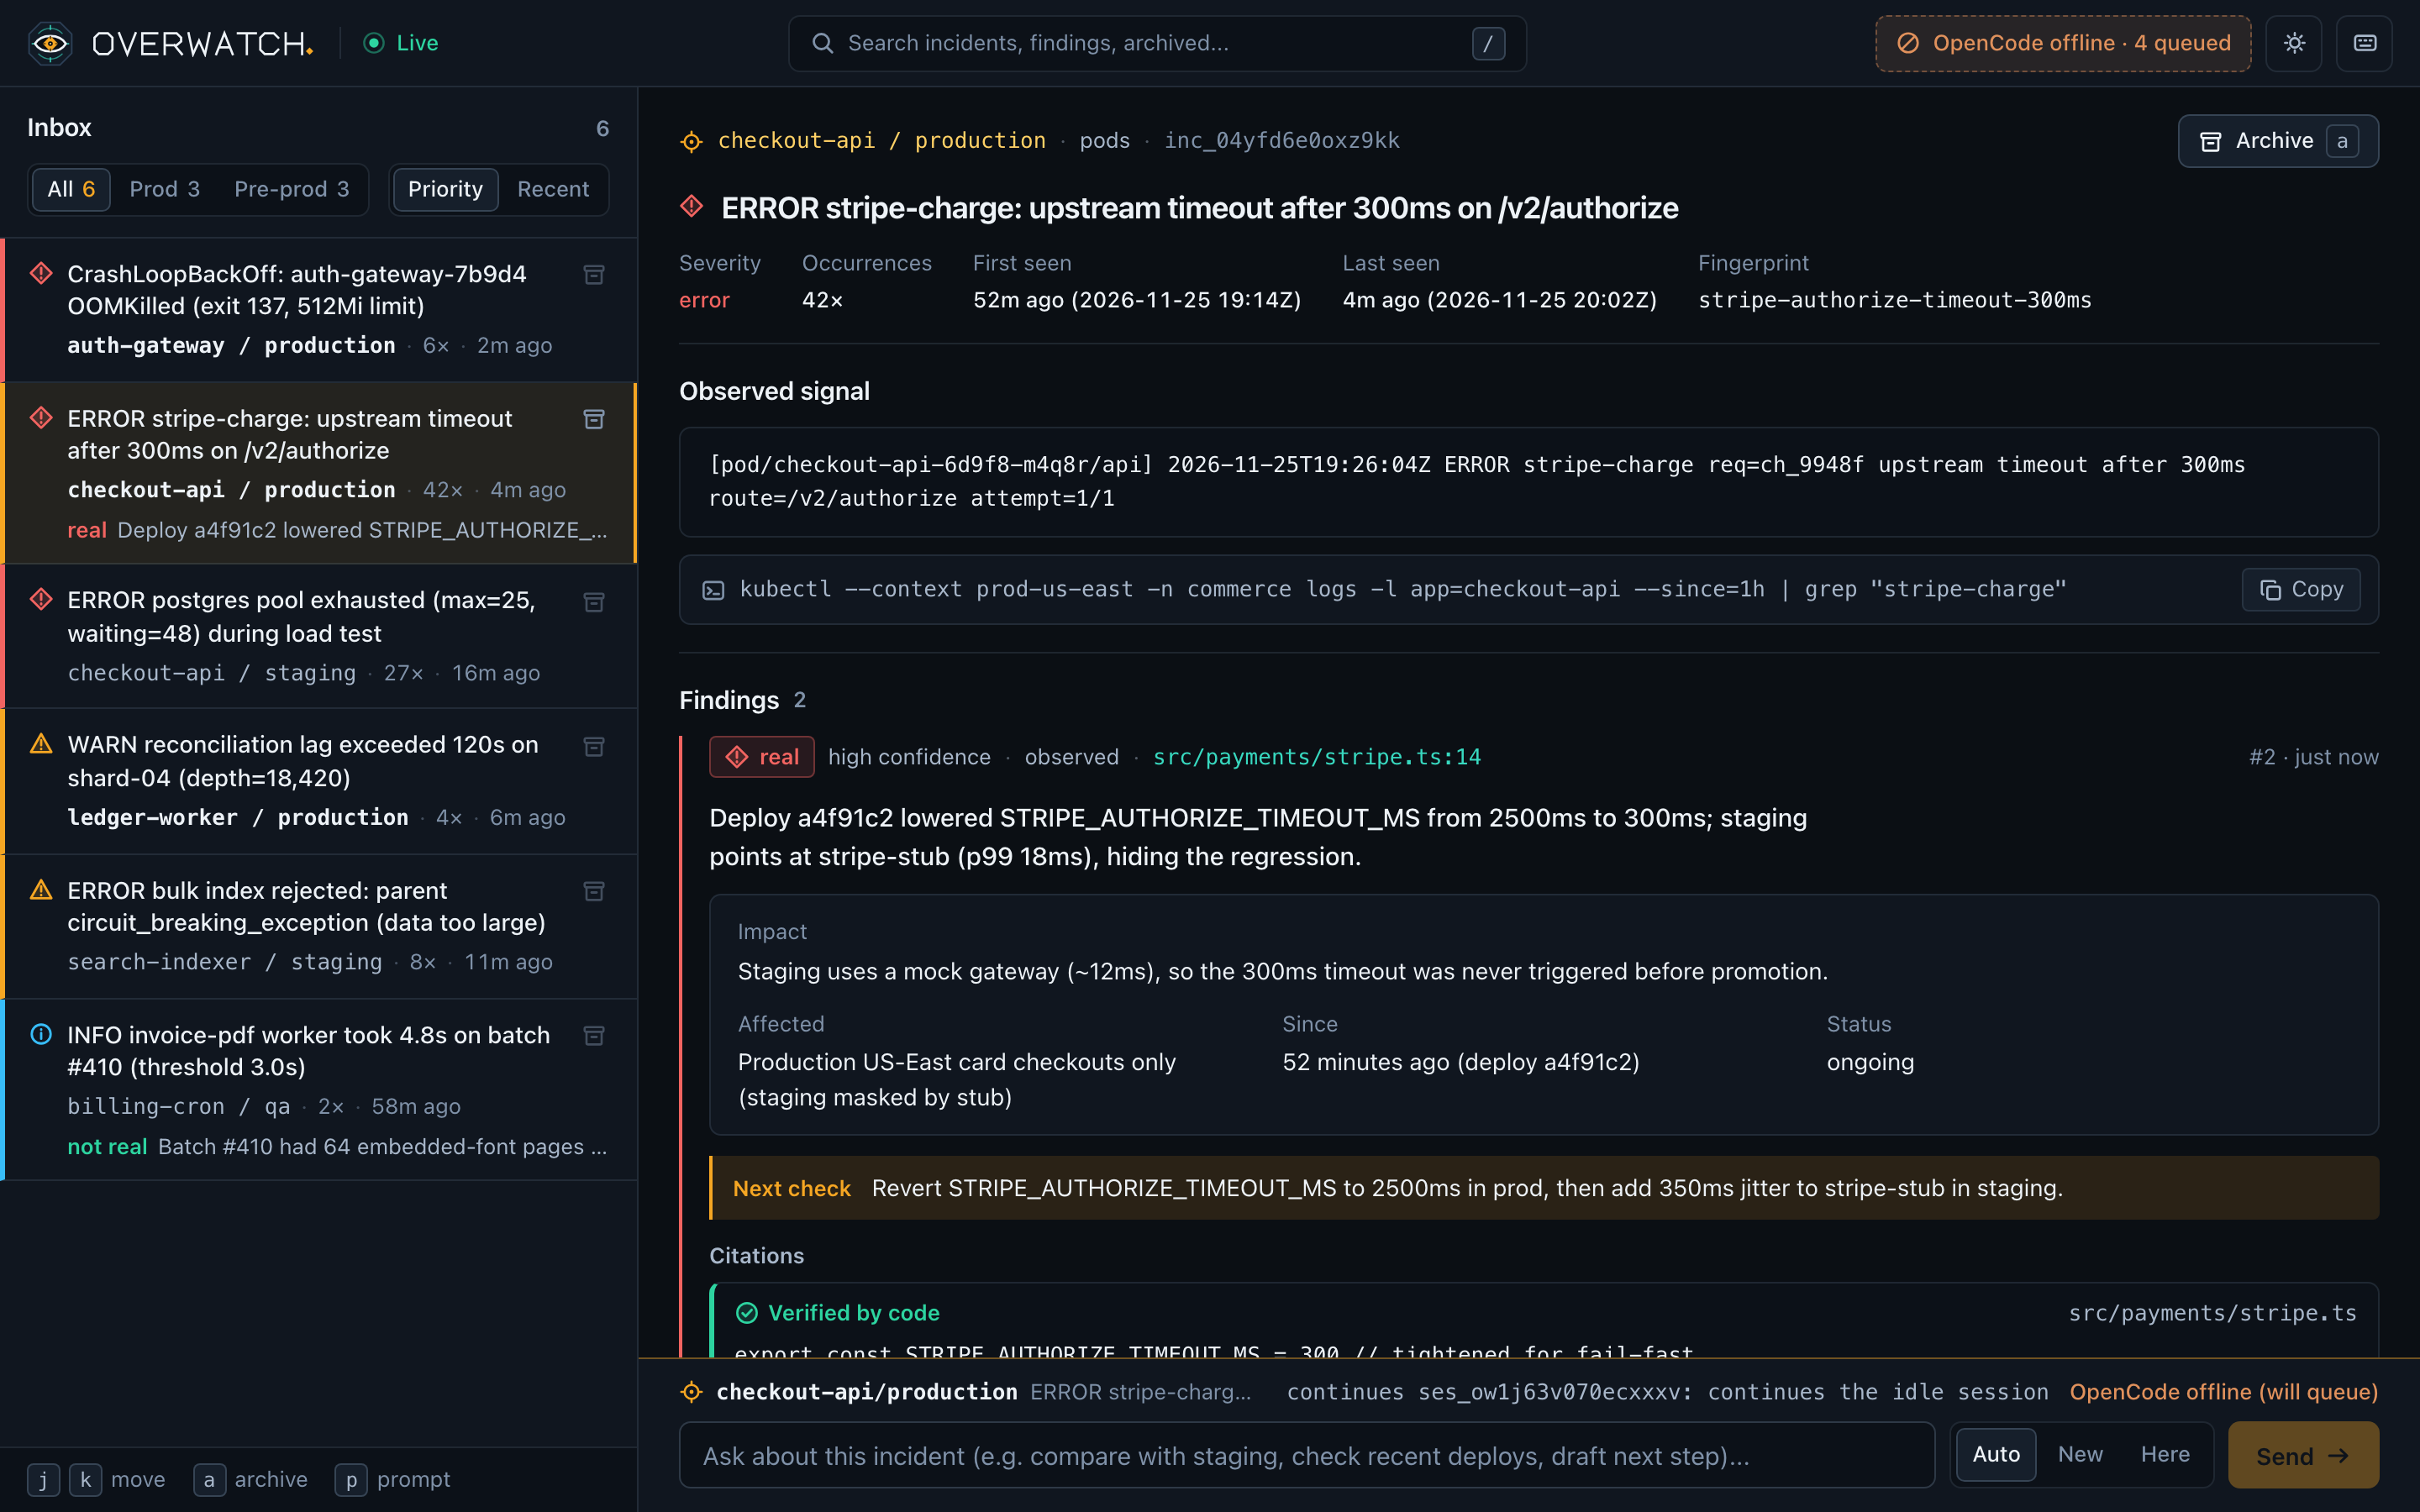 OVERWATCH.
Live
Search incidents, findings, archived...
/
OpenCode offline · 4 queued
Inbox
6
All 6
Prod 3
Pre-prod 3
Priority
Recent
CrashLoopBackOff: auth-gateway-7b9d4
OOMKilled (exit 137, 512Mi limit)
auth-gateway / production · 6× · 2m ago
ERROR stripe-charge: upstream timeout
after 300ms on /v2/authorize
checkout-api / production · 42× · 4m ago
real Deploy a4f91c2 lowered STRIPE_AUTHORIZE_...
ERROR postgres pool exhausted (max=25,
waiting=48) during load test
checkout-api / staging · 27× · 16m ago
WARN reconciliation lag exceeded 120s on
shard-04 (depth=18,420)
ledger-worker / production · 4× · 6m ago
ERROR bulk index rejected: parent
circuit_breaking_exception (data too large)
search-indexer / staging · 8× · 11m ago
INFO invoice-pdf worker took 4.8s on batch
#410 (threshold 3.0s)
billing-cron / qa · 2× · 58m ago
not real Batch #410 had 64 embedded-font pages ...
j k move a archive p prompt
checkout-api / production · pods · inc_04yfd6e0oxz9kk
Archive a
ERROR stripe-charge: upstream timeout after 300ms on /v2/authorize
Severity Occurrences First seen Last seen Fingerprint
error 42× 52m ago (2026-11-25 19:14Z) 4m ago (2026-11-25 20:02Z) stripe-authorize-timeout-300ms
Observed signal
[pod/checkout-api-6d9f8-m4q8r/api] 2026-11-25T19:26:04Z ERROR stripe-charge req=ch_9948f upstream timeout after 300ms
route=/v2/authorize attempt=1/1
kubectl --context prod-us-east -n commerce logs -l app=checkout-api --since=1h | grep "stripe-charge"
Copy
Findings 2
real high confidence · observed · src/payments/stripe.ts:14
#2 · just now
Deploy a4f91c2 lowered STRIPE_AUTHORIZE_TIMEOUT_MS from 2500ms to 300ms; staging
points at stripe-stub (p99 18ms), hiding the regression.
Impact
Staging uses a mock gateway (~12ms), so the 300ms timeout was never triggered before promotion.
Affected Since Status
Production US-East card checkouts only 52 minutes ago (deploy a4f91c2) ongoing
(staging masked by stub)
Next check Revert STRIPE_AUTHORIZE_TIMEOUT_MS to 2500ms in prod, then add 350ms jitter to stripe-stub in staging.
Citations
Verified by code
src/payments/stripe.ts
export const STRIPE_AUTHORIZE_TIMEOUT_MS = 300 // tightened for fail-fast
checkout-api/production ERROR stripe-charg... continues ses_ow1j63v070ecxxxv: continues the idle session OpenCode offline (will queue)
Ask about this incident (e.g. compare with staging, check recent deploys, draft next step)...
Auto New Here
Send →